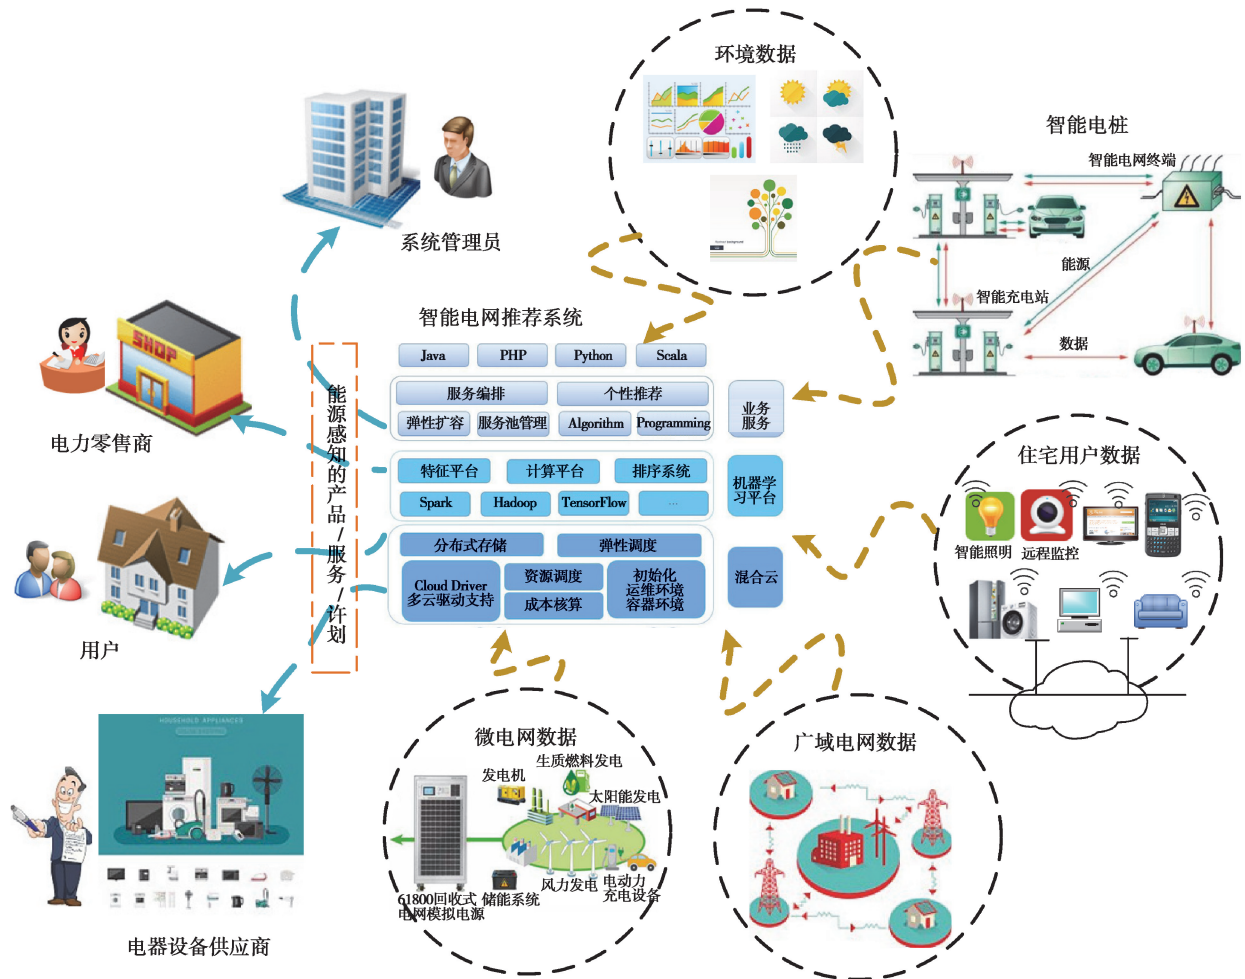 环境数据
智能电桩
智能电网终端
能源
智能充电站
数据
系统管理员
智能电网推荐系统
Java
PHP
Python
Scala
服务编排
个性推荐
弹性扩容
服务池管理
Algorithm
Programming
业务
服务
特征平台
计算平台
排序系统
Spark
Hadoop
TensorFlow
...
机器学
习平台
分布式存储
弹性调度
Cloud Driver
多云驱动支持
资源调度
成本核算
初始化
运维环境
容器环境
混合云
能源感知的产品/服务/计划
SHOP
电力零售商
用户
HOUSEHOLD APPLIANCES
电器设备供应商
住宅用户数据
智能照明
远程监控
微电网数据
发电机
生质燃料发电
太阳能发电
61800回收式
电网模拟电源
储能系统
风力发电
电动力
充电设备
广域电网数据